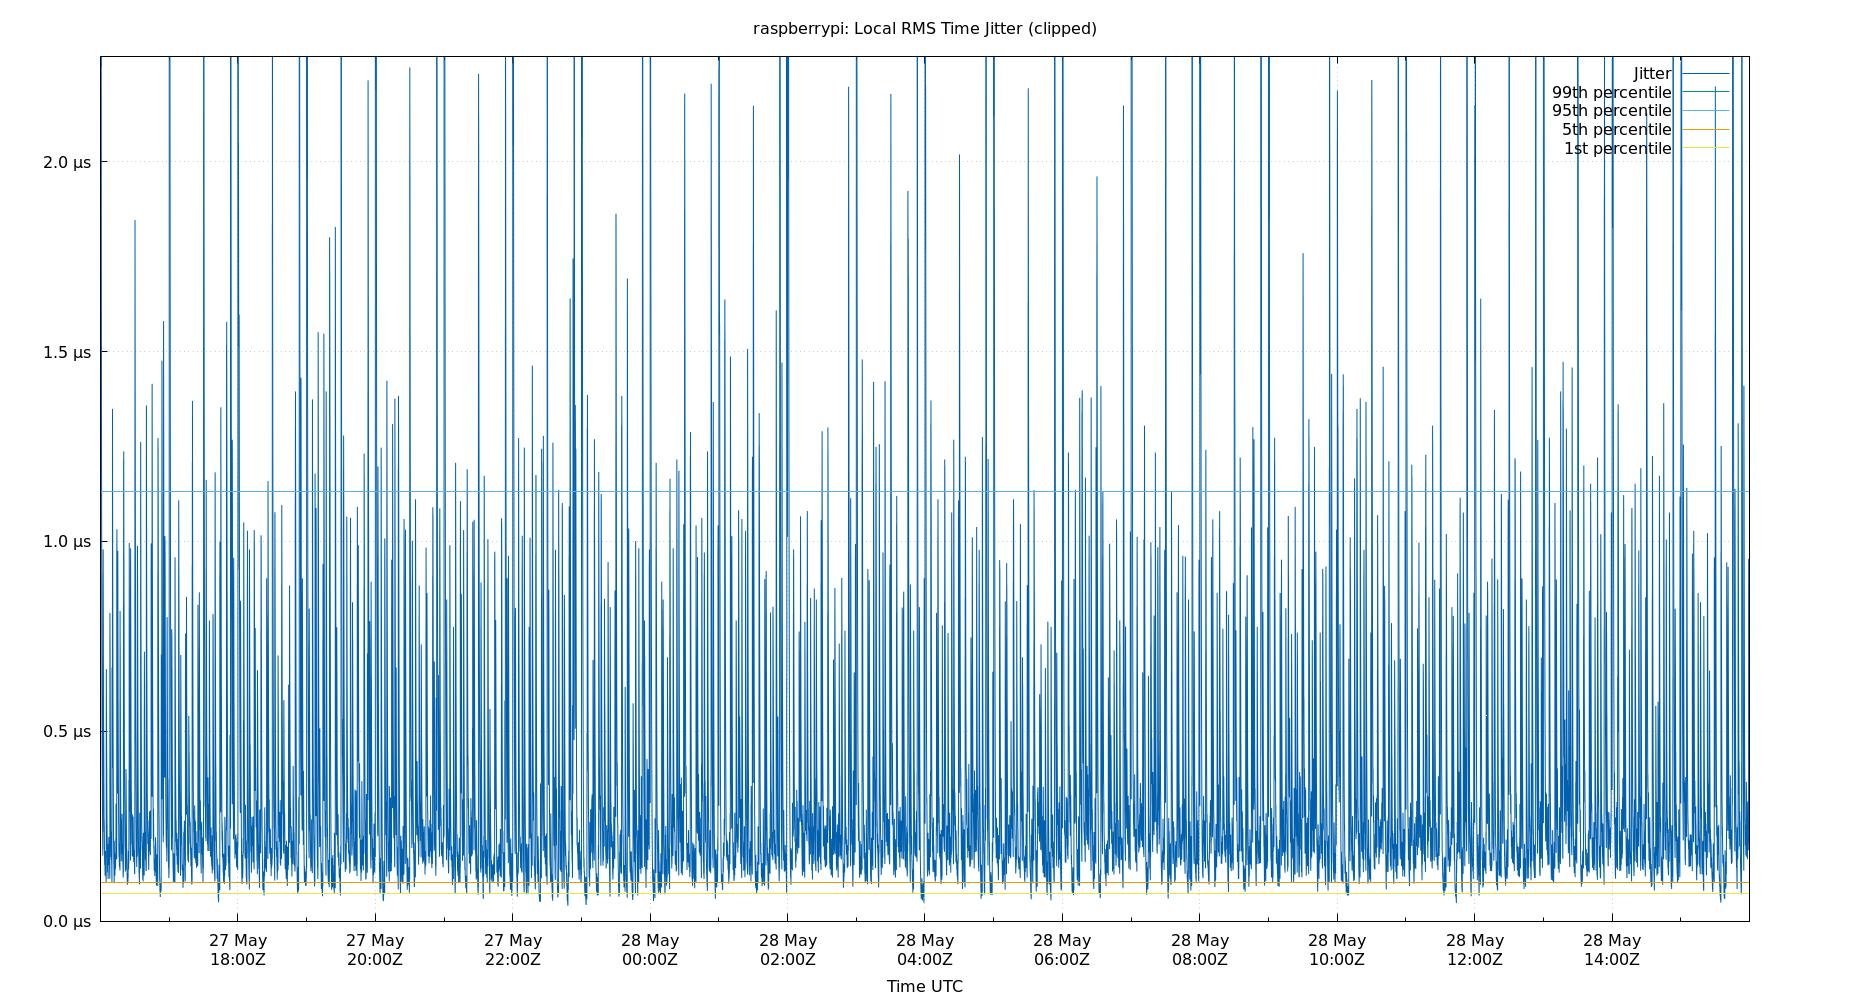 raspberrypi: Local RMS Time Jitter (clipped)
Jitter
99th percentile
95th percentile
5th percentile
1st percentile
2.0 μs
1.5 μs
1.0 μs
0.5 μs
0.0 μs
27 May 27 May 27 May 28 May 28 May 28 May 28 May 28 May 28 May 28 May 28 May
18:00Z 20:00Z 22:00Z 00:00Z 02:00Z 04:00Z 06:00Z 08:00Z 10:00Z 12:00Z 14:00Z
Time UTC